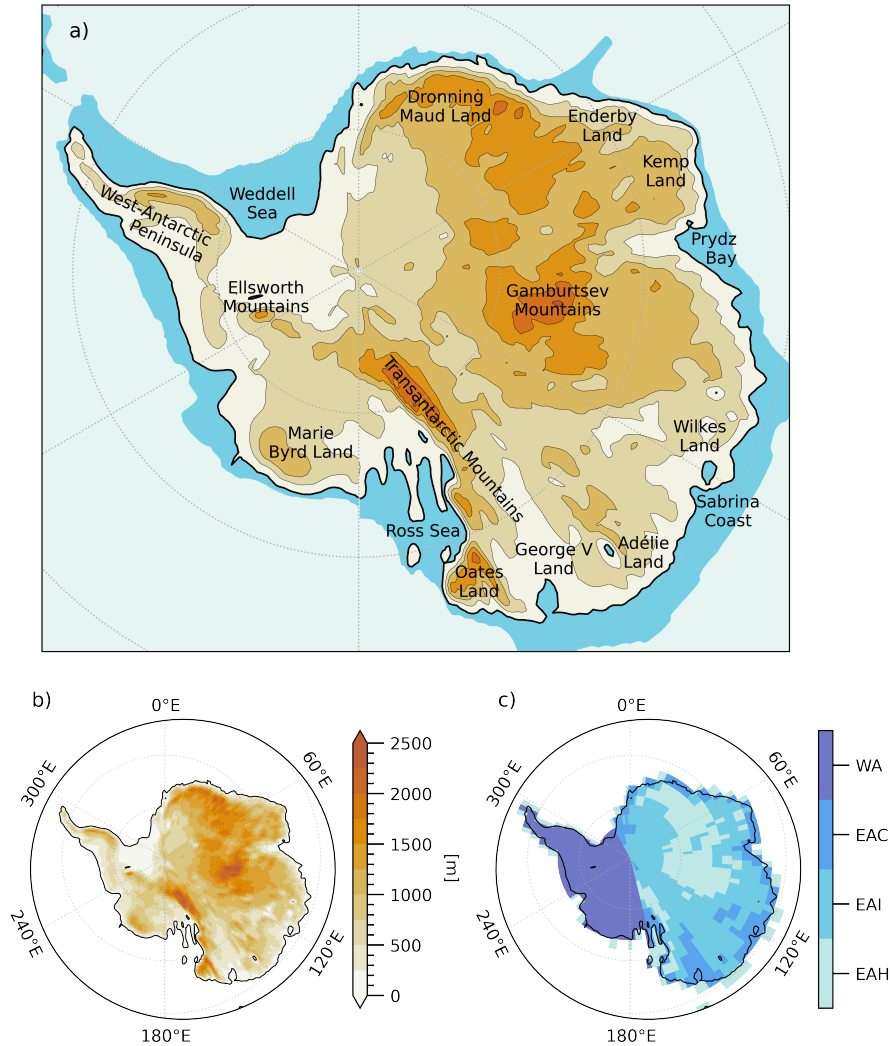 a)
Dronning
Maud Land
Enderby
Land
Kemp
Land
Weddell
Sea
West-Antarctic
Peninsula
Prydz
Bay
Ellsworth
Mountains
Gamburtsev
Mountains
Transantarctic Mountains
Marie
Byrd Land
Wilkes
Land
Sabrina
Coast
Ross Sea
George V
Land
Adélie
Land
Oates
Land
b)
0°E
60°E
120°E
180°E
240°E
300°E
2500
2000
1500
1000
500
0
[m]
c)
0°E
60°E
120°E
180°E
240°E
300°E
WA
EAC
EAI
EAH